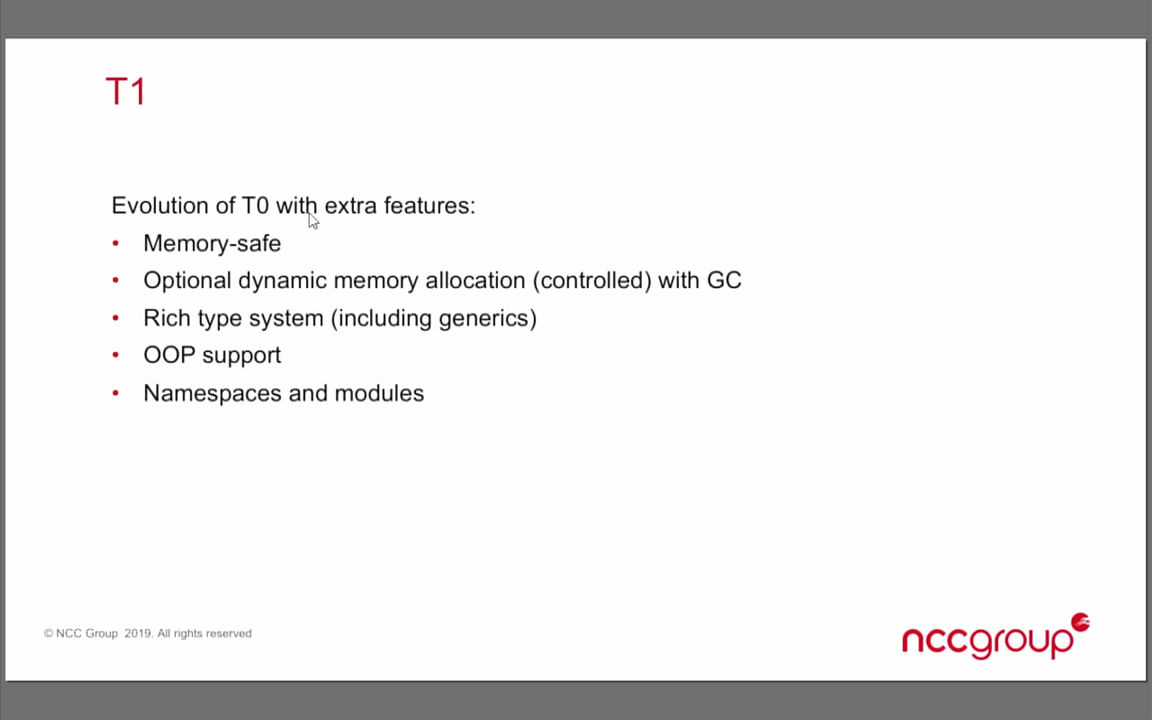 T1
Evolution of T0 with extra features:
• Memory-safe
• Optional dynamic memory allocation (controlled) with GC
• Rich type system (including generics)
• OOP support
• Namespaces and modules
© NCC Group 2019. All rights reserved
nccgroup